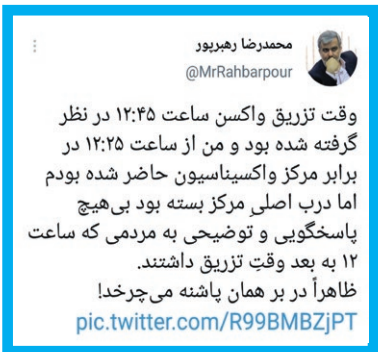 محمدرضا رهبرپور
@MrRahbarpour
وقت تزریق واکسن ساعت ۱۲:۴۵ در نظر
گرفته شده بود و من از ساعت ۱۲:۲۵ در
برابر مرکز واکسیناسیون حاضر شده بودم
اما درب اصلیِ مرکز بسته بود بی‌هیچ
پاسخگویی و توضیحی به مردمی که ساعت
۱۲ به بعد وقتِ تزریق داشتند.
ظاهراً در بر همان پاشنه می‌چرخد!
pic.twitter.com/R99BMBZjPT